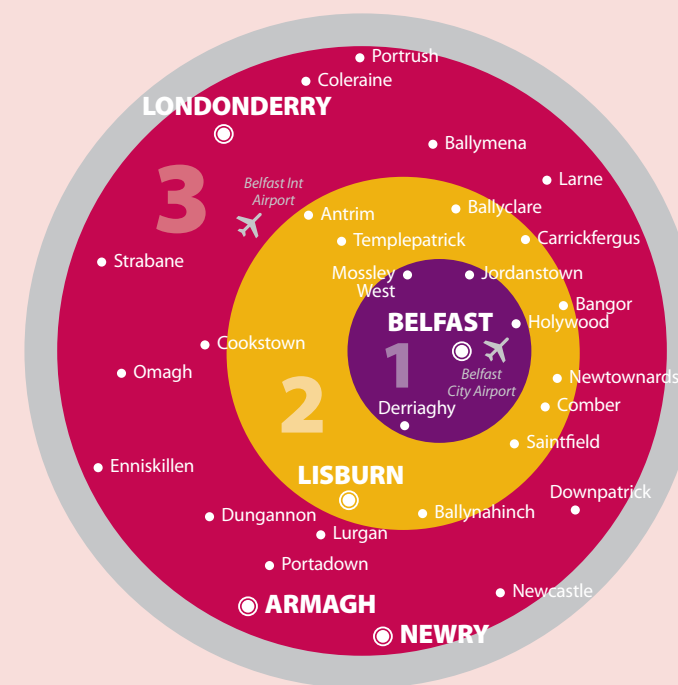 Portrush
Coleraine
LONDONDERRY
Ballymena
Larne
3
Belfast Int
Airport
Antrim
Ballyclare
Templepatrick
Carrickfergus
Strabane
Mossley
West
Jordanstown
Bangor
BELFAST
Holywood
Cookstown
1
Omagh
Belfast
City Airport
Newtownards
2
Derriaghy
Comber
Saintfield
Enniskillen
LISBURN
Downpatrick
Dungannon
Ballynahinch
Lurgan
Portadown
Newcastle
ARMAGH
NEWRY